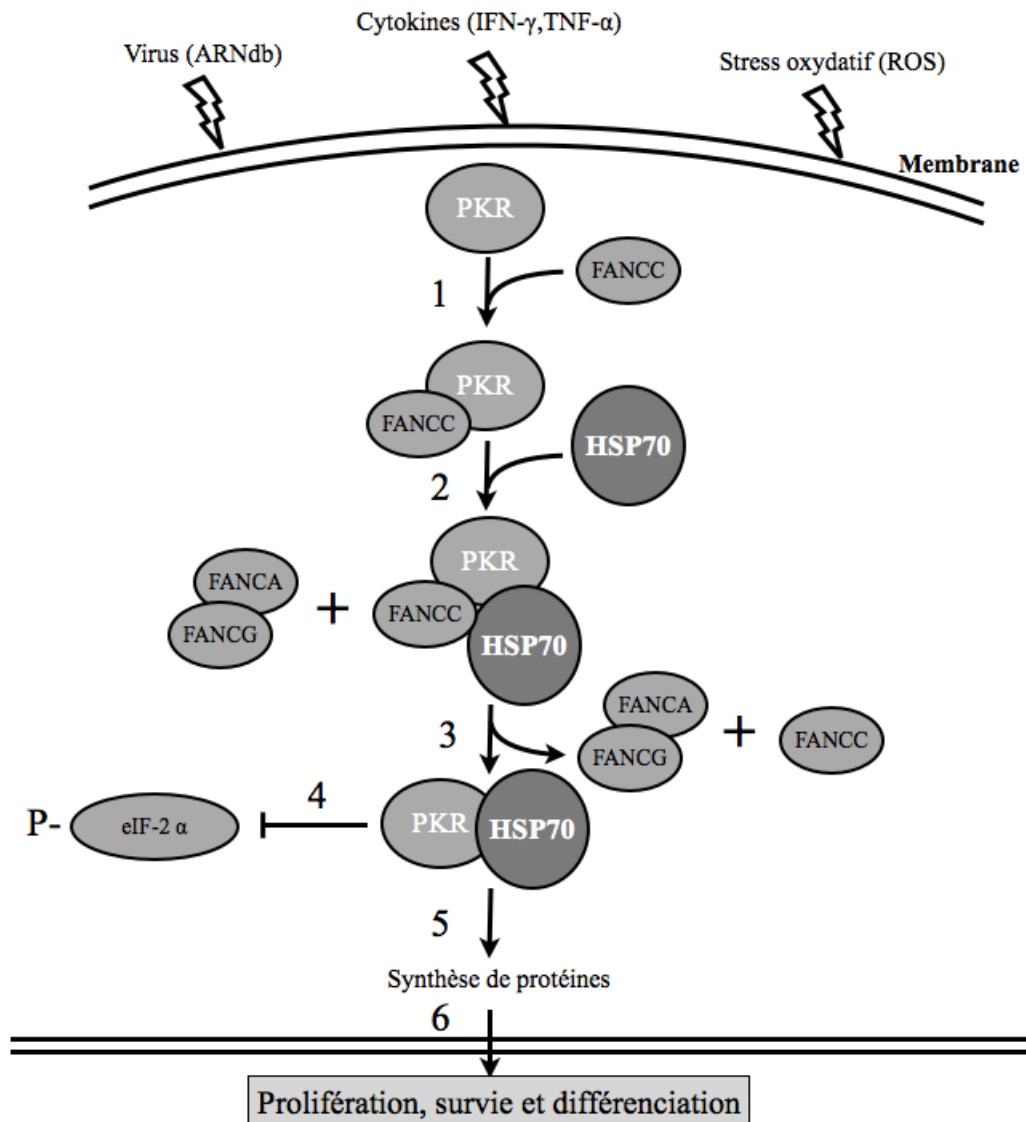 Cytokines (IFN-γ,TNF-α)
Virus (ARNdb)
Stress oxydatif (ROS)
Membrane
PKR
FANCC
1
PKR
FANCC
HSP70
2
PKR
FANCA
+
FANCC
FANCG
HSP70
FANCA
3
+
FANCC
FANCG
4
P-
eIF-2 α
PKR
HSP70
5
Synthèse de protéines
6
Prolifération, survie et différenciation